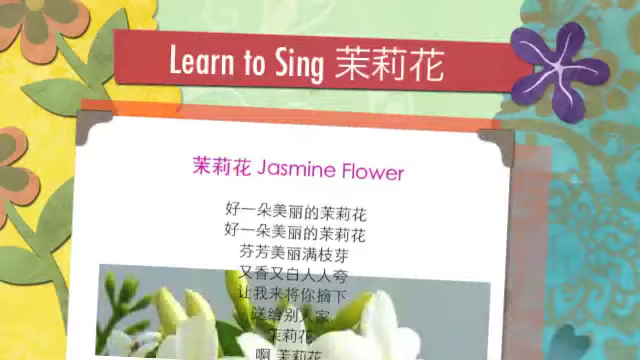 Learn to Sing 茉莉花
茉莉花 Jasmine Flower
好一朵美丽的茉莉花
好一朵美丽的茉莉花
芬芳美丽满枝芽
又香又白人人夸
让我来将你摘下
送给别人家
茉莉花
啊 茉莉花